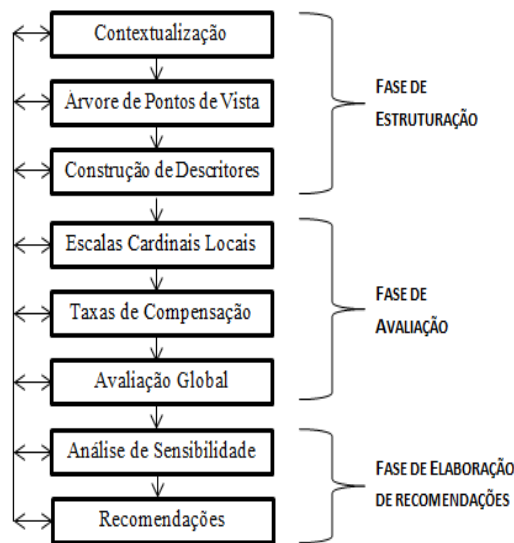 Contextualização
Árvore de Pontos de Vista
Construção de Descritores
FASE DE
ESTRUTURAÇÃO
Escalas Cardinais Locais
Taxas de Compensação
Avaliação Global
FASE DE
AVALIAÇÃO
Análise de Sensibilidade
Recomendações
FASE DE ELABORAÇÃO
DE RECOMENDAÇÕES